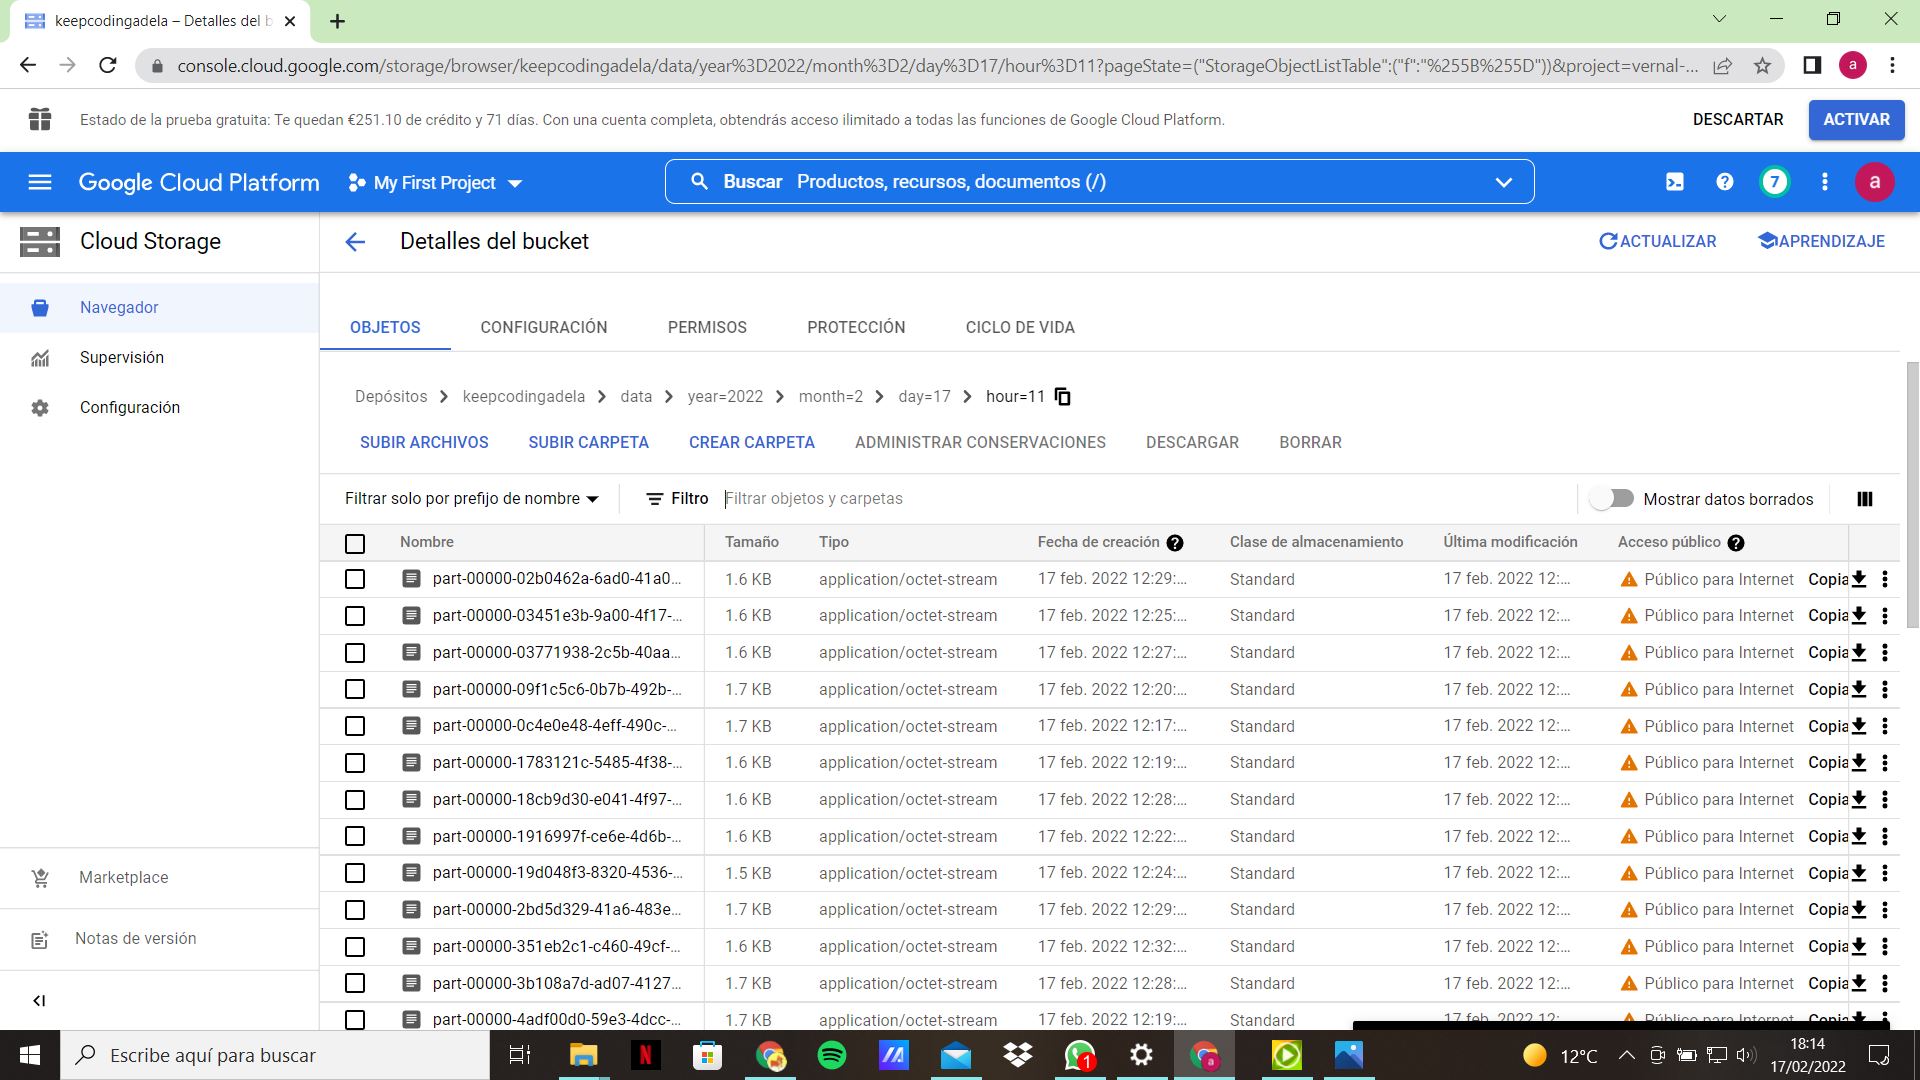 keepcodingadela – Detalles del b
console.cloud.google.com/storage/browser/keepcodingadela/data/year%3D2022/month%3D2/day%3D17/hour%3D11?pageState=("StorageObjectListTable":("f":"%255B%255D"))&project=vernal-...
a
Estado de la prueba gratuita: Te quedan €251.10 de crédito y 71 días. Con una cuenta completa, obtendrás acceso ilimitado a todas las funciones de Google Cloud Platform.
DESCARTAR
ACTIVAR
Google Cloud Platform
My First Project
Buscar Productos, recursos, documentos (/)
7
a
Cloud Storage
Detalles del bucket
ACTUALIZAR
APRENDIZAJE
Navegador
Supervisión
Configuración
OBJETOS CONFIGURACIÓN PERMISOS PROTECCIÓN CICLO DE VIDA
Depósitos keepcodingadela data year=2022 month=2 day=17 hour=11
SUBIR ARCHIVOS SUBIR CARPETA CREAR CARPETA ADMINISTRAR CONSERVACIONES DESCARGAR BORRAR
Filtrar solo por prefijo de nombre Filtro Filtrar objetos y carpetas Mostrar datos borrados
Nombre Tamaño Tipo Fecha de creación Clase de almacenamiento Última modificación Acceso público
part-00000-02b0462a-6ad0-41a0... 1.6 KB application/octet-stream 17 feb. 2022 12:29:... Standard 17 feb. 2022 12:... Público para Internet Copia
part-00000-03451e3b-9a00-4f17-... 1.6 KB application/octet-stream 17 feb. 2022 12:25:... Standard 17 feb. 2022 12:... Público para Internet Copia
part-00000-03771938-2c5b-40aa... 1.6 KB application/octet-stream 17 feb. 2022 12:27:... Standard 17 feb. 2022 12:... Público para Internet Copia
part-00000-09f1c5c6-0b7b-492b-... 1.7 KB application/octet-stream 17 feb. 2022 12:20:... Standard 17 feb. 2022 12:... Público para Internet Copia
part-00000-0c4e0e48-4eff-490c-... 1.7 KB application/octet-stream 17 feb. 2022 12:17:... Standard 17 feb. 2022 12:... Público para Internet Copia
part-00000-1783121c-5485-4f38-... 1.6 KB application/octet-stream 17 feb. 2022 12:19:... Standard 17 feb. 2022 12:... Público para Internet Copia
part-00000-18cb9d30-e041-4f97-... 1.6 KB application/octet-stream 17 feb. 2022 12:28:... Standard 17 feb. 2022 12:... Público para Internet Copia
part-00000-1916997f-ce6e-4d6b-... 1.6 KB application/octet-stream 17 feb. 2022 12:22:... Standard 17 feb. 2022 12:... Público para Internet Copia
part-00000-19d048f3-8320-4536-... 1.5 KB application/octet-stream 17 feb. 2022 12:24:... Standard 17 feb. 2022 12:... Público para Internet Copia
part-00000-2bd5d329-41a6-483e... 1.7 KB application/octet-stream 17 feb. 2022 12:29:... Standard 17 feb. 2022 12:... Público para Internet Copia
part-00000-351eb2c1-c460-49cf-... 1.6 KB application/octet-stream 17 feb. 2022 12:32:... Standard 17 feb. 2022 12:... Público para Internet Copia
part-00000-3b108a7d-ad07-4127... 1.7 KB application/octet-stream 17 feb. 2022 12:28:... Standard 17 feb. 2022 12:... Público para Internet Copia
part-00000-4adf00d0-59e3-4dcc-... 1.7 KB application/octet-stream 17 feb. 2022 12:19:... Standard 17 feb. 2022 12:... Público para Internet Copia
Marketplace
Notas de versión
Escribe aquí para buscar
N
1
a
12°C
18:14
17/02/2022